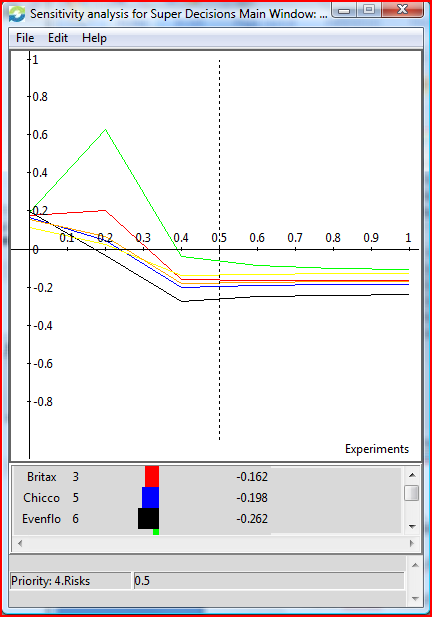 Sensitivity analysis for Super Decisions Main Window: ...
File Edit Help
1
0.8
0.6
0.4
0.2
0.1 0.2 0.3 0.4 0.5 0.6 0.7 0.8 0.9 1
-0.2
-0.4
-0.6
-0.8
Experiments
Britax 3 -0.162
Chicco 5 -0.198
Evenflo 6 -0.262
Priority: 4.Risks 0.5